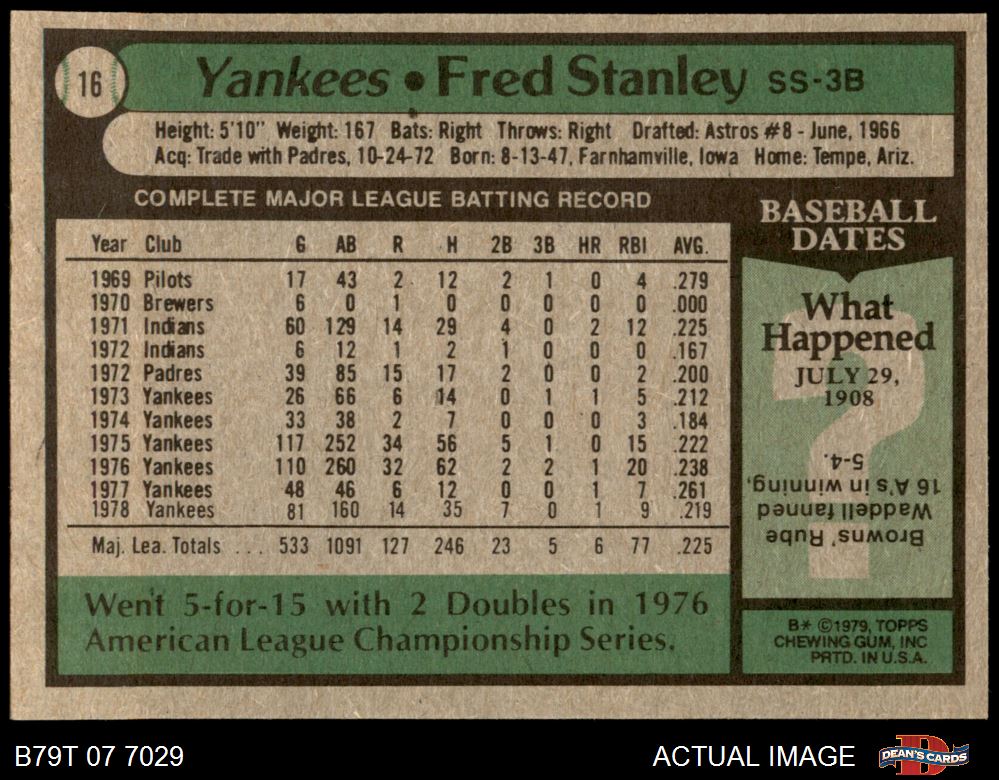 16
Yankees • Fred Stanley SS-3B
Height: 5'10" Weight: 167 Bats: Right Throws: Right Drafted: Astros #8 - June, 1966
Acq: Trade with Padres, 10-24-72 Born: 8-13-47, Farnhamville, Iowa Home: Tempe, Ariz.
COMPLETE MAJOR LEAGUE BATTING RECORD
Year Club G AB R H 2B 3B HR RBI AVG.
1969 Pilots 17 43 2 12 2 1 0 4 .279
1970 Brewers 6 0 1 0 0 0 0 0 .000
1971 Indians 60 129 14 29 4 0 2 12 .225
1972 Indians 6 12 1 2 1 0 0 0 .167
1972 Padres 39 85 15 17 2 0 0 2 .200
1973 Yankees 26 66 6 14 0 1 1 5 .212
1974 Yankees 33 38 2 7 0 0 0 3 .184
1975 Yankees 117 252 34 56 5 1 0 15 .222
1976 Yankees 110 260 32 62 2 2 1 20 .238
1977 Yankees 48 46 6 12 0 0 1 7 .261
1978 Yankees 81 160 14 35 7 0 1 9 .219
Maj. Lea. Totals ... 533 1091 127 246 23 5 6 77 .225
Went 5-for-15 with 2 Doubles in 1976
American League Championship Series.
BASEBALL
DATES
What
Happened
JULY 29,
1908
?
Browns' Rube
Waddell fanned
16 A's in winning,
5-4.
B* ©1979, TOPPS
CHEWING GUM, INC
PRTD. IN U.S.A.
B79T 07 7029
ACTUAL IMAGE
D
DEAN'S CARDS